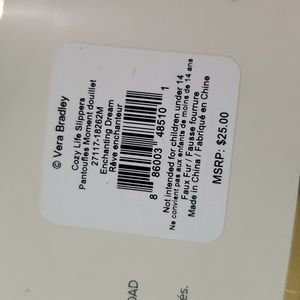 © Vera Bradley
Cozy Life Slippers
Pantoufles Moment douillet
27117-18252M
Enchanting Dream
Rêve enchanteur
8 86003 48510 1
Not intended for children under 14
Ne convient pas aux enfants de moins de 14 ans
Faux Fur / Fausse fourrure
Made in China / Fabriqué en Chine
MSRP: $25.00
OAD
és.